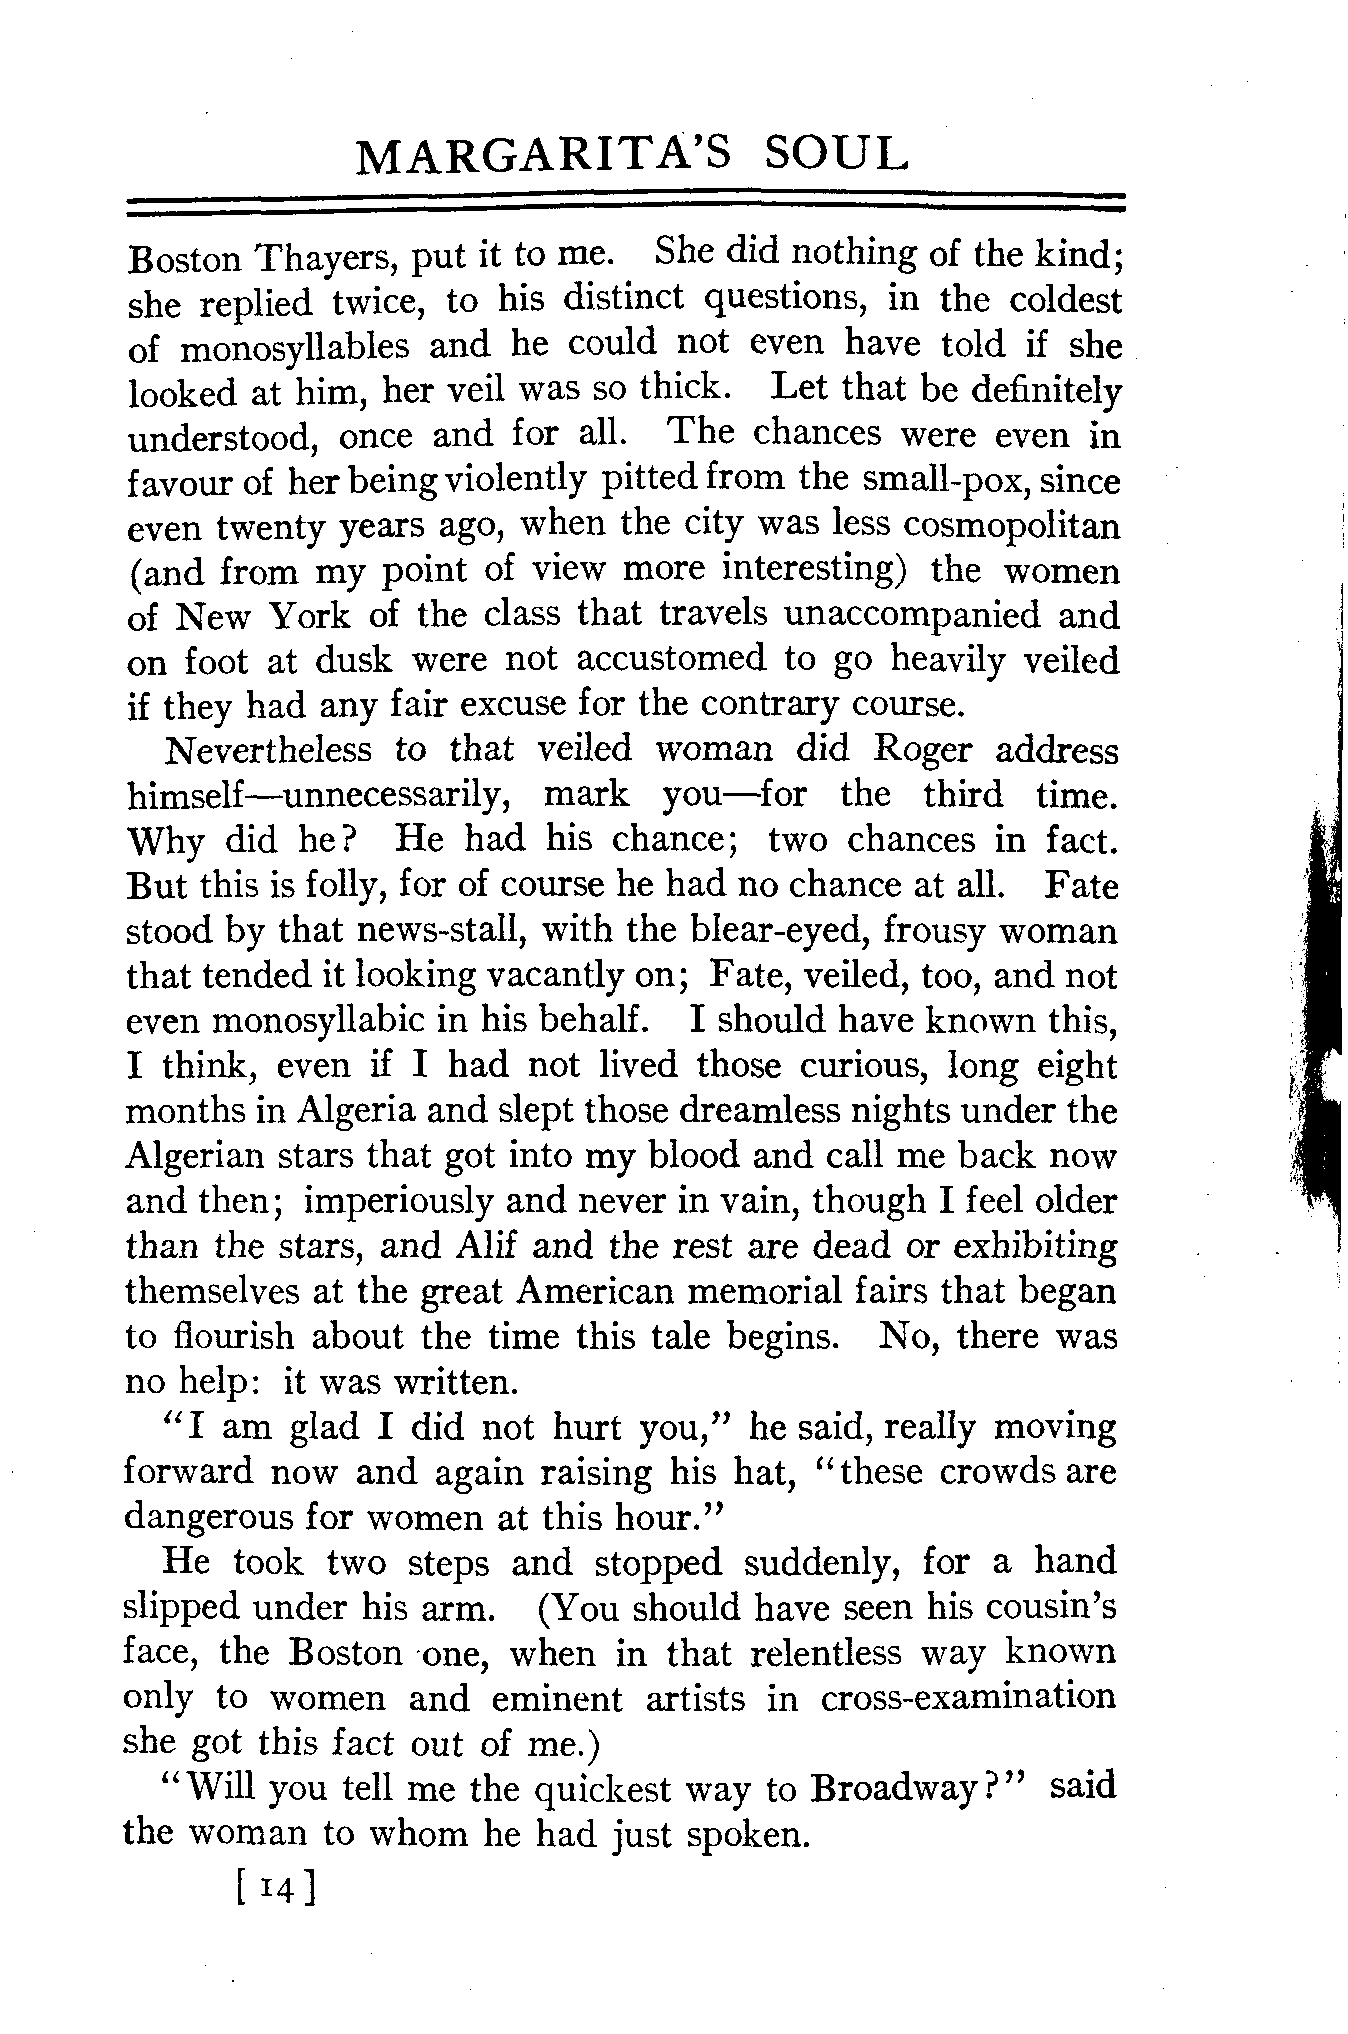 MARGARITA'S SOUL
Boston Thayers, put it to me. She did nothing of the kind;
she replied twice, to his distinct questions, in the coldest
of monosyllables and he could not even have told if she
looked at him, her veil was so thick. Let that be definitely
understood, once and for all. The chances were even in
favour of her being violently pitted from the small-pox, since
even twenty years ago, when the city was less cosmopolitan
(and from my point of view more interesting) the women
of New York of the class that travels unaccompanied and
on foot at dusk were not accustomed to go heavily veiled
if they had any fair excuse for the contrary course.
Nevertheless to that veiled woman did Roger address
himself—unnecessarily, mark you—for the third time.
Why did he? He had his chance; two chances in fact.
But this is folly, for of course he had no chance at all. Fate
stood by that news-stall, with the blear-eyed, frousy woman
that tended it looking vacantly on; Fate, veiled, too, and not
even monosyllabic in his behalf. I should have known this,
I think, even if I had not lived those curious, long eight
months in Algeria and slept those dreamless nights under the
Algerian stars that got into my blood and call me back now
and then; imperiously and never in vain, though I feel older
than the stars, and Alif and the rest are dead or exhibiting
themselves at the great American memorial fairs that began
to flourish about the time this tale begins. No, there was
no help: it was written.
"I am glad I did not hurt you," he said, really moving
forward now and again raising his hat, "these crowds are
dangerous for women at this hour."
He took two steps and stopped suddenly, for a hand
slipped under his arm. (You should have seen his cousin's
face, the Boston one, when in that relentless way known
only to women and eminent artists in cross-examination
she got this fact out of me.)
"Will you tell me the quickest way to Broadway?" said
the woman to whom he had just spoken.
[ 14 ]